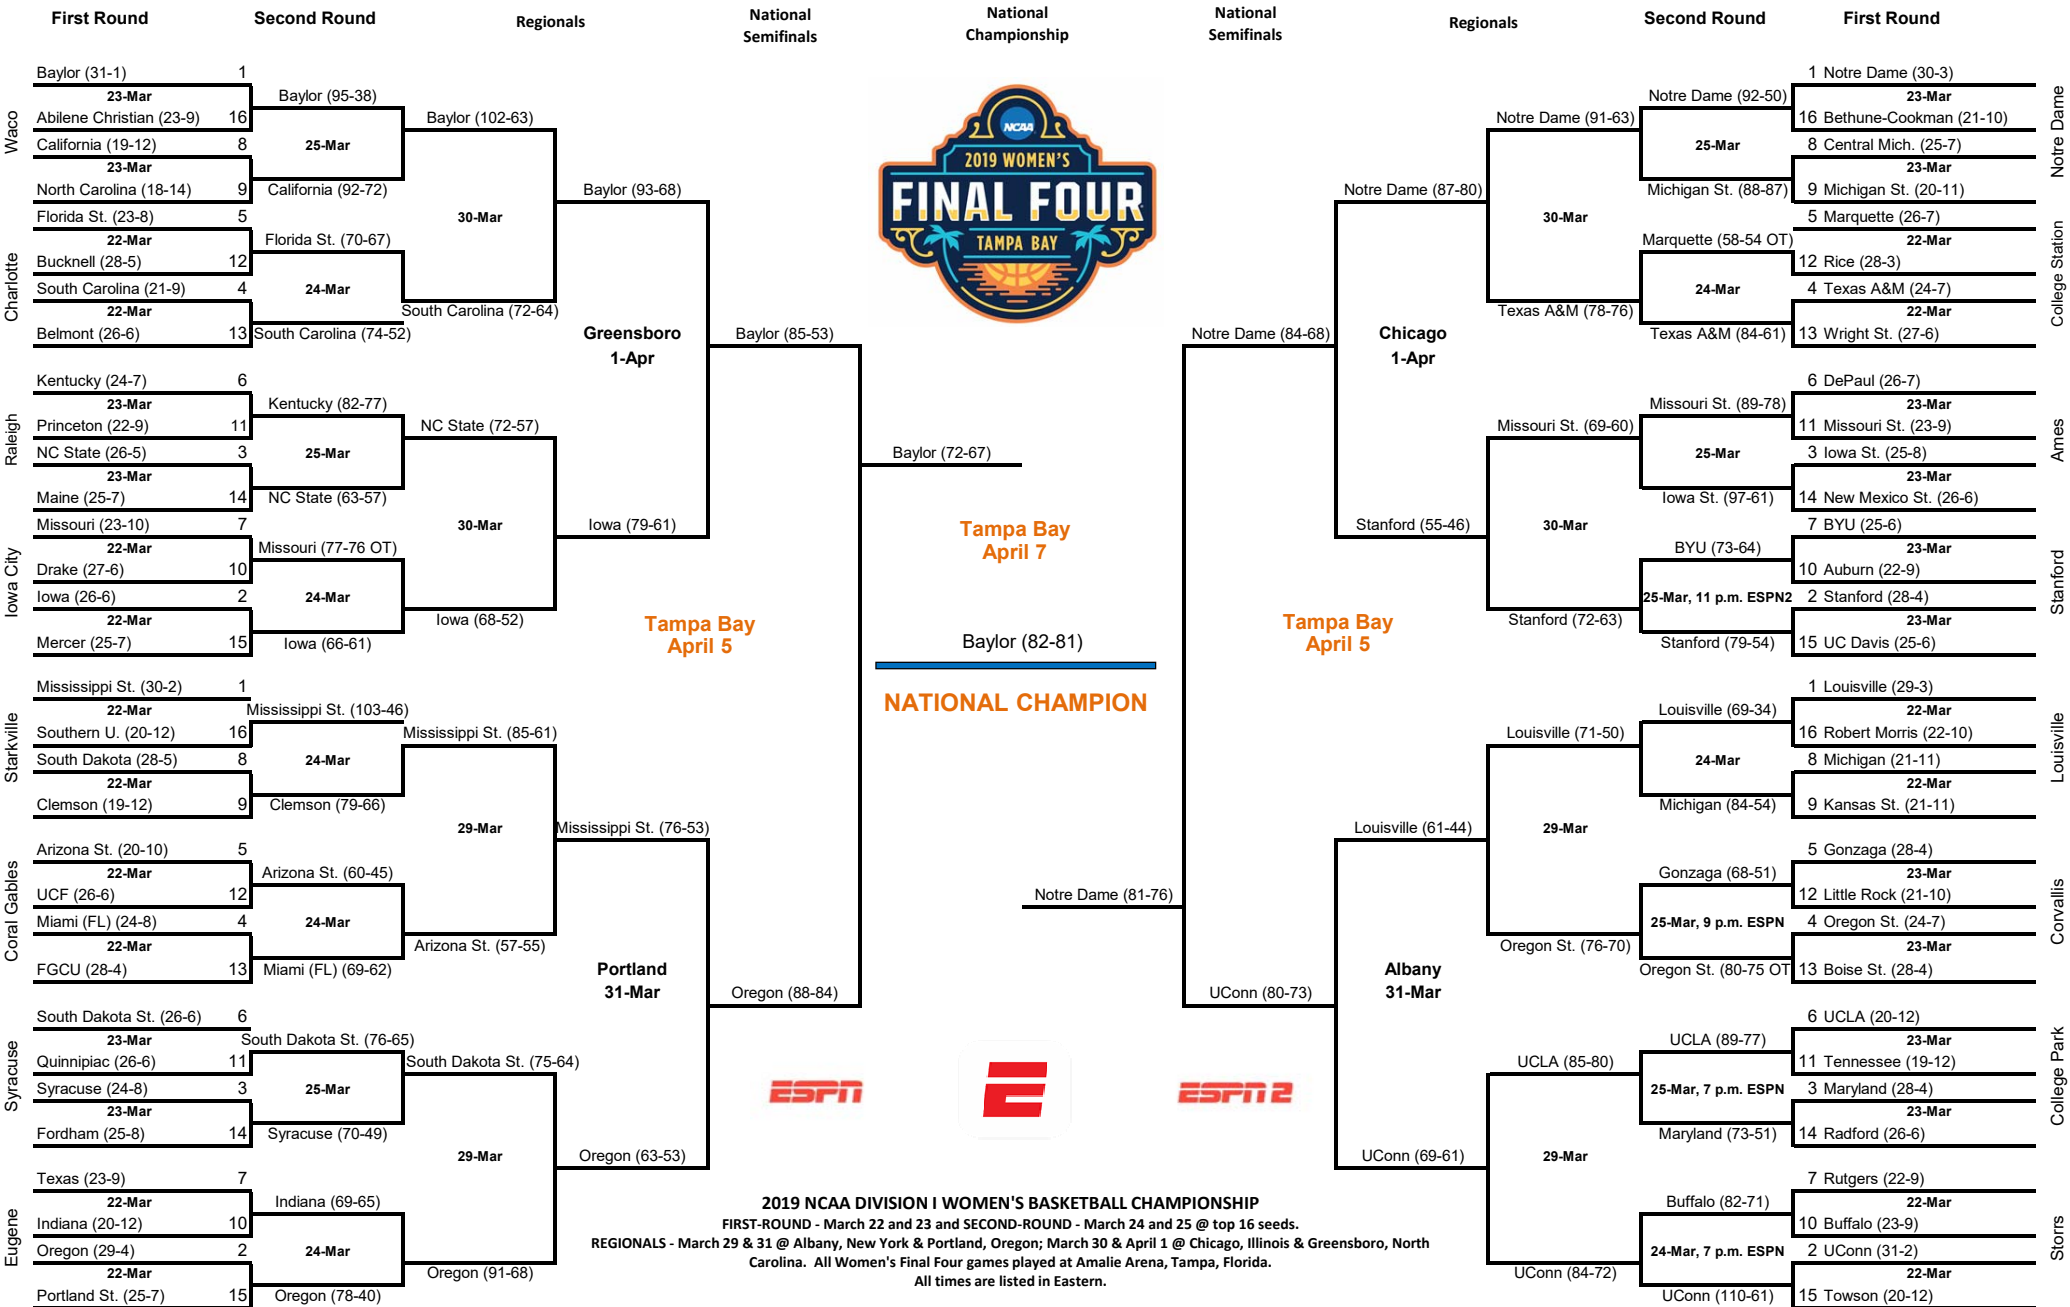 First Round
Second Round
Regionals
National
Semifinals
National
Championship
National
Semifinals
Regionals
Second Round
First Round
Waco
Baylor (31-1) 1
23-Mar
Abilene Christian (23-9) 16
California (19-12) 8
23-Mar
North Carolina (18-14) 9
Charlotte
Florida St. (23-8) 5
22-Mar
Bucknell (28-5) 12
South Carolina (21-9) 4
22-Mar
Belmont (26-6) 13
Raleigh
Kentucky (24-7) 6
23-Mar
Princeton (22-9) 11
NC State (26-5) 3
23-Mar
Maine (25-7) 14
Iowa City
Missouri (23-10) 7
22-Mar
Drake (27-6) 10
Iowa (26-6) 2
22-Mar
Mercer (25-7) 15
Starkville
Mississippi St. (30-2) 1
22-Mar
Southern U. (20-12) 16
South Dakota (28-5) 8
22-Mar
Clemson (19-12) 9
Coral Gables
Arizona St. (20-10) 5
22-Mar
UCF (26-6) 12
Miami (FL) (24-8) 4
22-Mar
FGCU (28-4) 13
Syracuse
South Dakota St. (26-6) 6
23-Mar
Quinnipiac (26-6) 11
Syracuse (24-8) 3
23-Mar
Fordham (25-8) 14
Eugene
Texas (23-9) 7
22-Mar
Indiana (20-12) 10
Oregon (29-4) 2
22-Mar
Portland St. (25-7) 15
Baylor (95-38)
25-Mar
California (92-72)
Florida St. (70-67)
24-Mar
South Carolina (74-52)
Kentucky (82-77)
25-Mar
NC State (63-57)
Missouri (77-76 OT)
24-Mar
Iowa (66-61)
Mississippi St. (103-46)
24-Mar
Clemson (79-66)
Arizona St. (60-45)
24-Mar
Miami (FL) (69-62)
South Dakota St. (76-65)
25-Mar
Syracuse (70-49)
Indiana (69-65)
24-Mar
Oregon (78-40)
Baylor (102-63)
30-Mar
South Carolina (72-64)
NC State (72-57)
30-Mar
Iowa (68-52)
Mississippi St. (85-61)
29-Mar
Arizona St. (57-55)
South Dakota St. (75-64)
29-Mar
Oregon (91-68)
Baylor (93-68)
Greensboro
1-Apr
Iowa (79-61)
Mississippi St. (76-53)
Portland
31-Mar
Oregon (63-53)
Baylor (85-53)
Tampa Bay
April 5
Oregon (88-84)
NCAA
2019 WOMEN'S
FINAL FOUR
TAMPA BAY
Baylor (72-67)
Tampa Bay
April 7
Baylor (82-81)
NATIONAL CHAMPION
Notre Dame (81-76)
ESPN
E
ESPN 2
Notre Dame (84-68)
Tampa Bay
April 5
UConn (80-73)
Notre Dame (87-80)
Chicago
1-Apr
Stanford (55-46)
Louisville (61-44)
Albany
31-Mar
UConn (69-61)
Notre Dame (91-63)
30-Mar
Texas A&M (78-76)
Missouri St. (69-60)
30-Mar
Stanford (72-63)
Louisville (71-50)
29-Mar
Oregon St. (76-70)
UCLA (85-80)
29-Mar
UConn (84-72)
Notre Dame (92-50)
25-Mar
Michigan St. (88-87)
Marquette (58-54 OT)
24-Mar
Texas A&M (84-61)
Missouri St. (89-78)
25-Mar
Iowa St. (97-61)
BYU (73-64)
25-Mar, 11 p.m. ESPN2
Stanford (79-54)
Louisville (69-34)
24-Mar
Michigan (84-54)
Gonzaga (68-51)
25-Mar, 9 p.m. ESPN
Oregon St. (80-75 OT
UCLA (89-77)
25-Mar, 7 p.m. ESPN
Maryland (73-51)
Buffalo (82-71)
24-Mar, 7 p.m. ESPN
UConn (110-61)
1 Notre Dame (30-3)
23-Mar
16 Bethune-Cookman (21-10)
8 Central Mich. (25-7)
23-Mar
9 Michigan St. (20-11)
Notre Dame
5 Marquette (26-7)
22-Mar
12 Rice (28-3)
4 Texas A&M (24-7)
22-Mar
13 Wright St. (27-6)
College Station
6 DePaul (26-7)
23-Mar
11 Missouri St. (23-9)
3 Iowa St. (25-8)
23-Mar
14 New Mexico St. (26-6)
Ames
7 BYU (25-6)
23-Mar
10 Auburn (22-9)
2 Stanford (28-4)
23-Mar
15 UC Davis (25-6)
Stanford
1 Louisville (29-3)
22-Mar
16 Robert Morris (22-10)
8 Michigan (21-11)
22-Mar
9 Kansas St. (21-11)
Louisville
5 Gonzaga (28-4)
23-Mar
12 Little Rock (21-10)
4 Oregon St. (24-7)
23-Mar
13 Boise St. (28-4)
Corvallis
6 UCLA (20-12)
23-Mar
11 Tennessee (19-12)
3 Maryland (28-4)
23-Mar
14 Radford (26-6)
College Park
7 Rutgers (22-9)
22-Mar
10 Buffalo (23-9)
2 UConn (31-2)
22-Mar
15 Towson (20-12)
Storrs
2019 NCAA DIVISION I WOMEN'S BASKETBALL CHAMPIONSHIP
FIRST-ROUND - March 22 and 23 and SECOND-ROUND - March 24 and 25 @ top 16 seeds.
REGIONALS - March 29 & 31 @ Albany, New York & Portland, Oregon; March 30 & April 1 @ Chicago, Illinois & Greensboro, North
Carolina. All Women's Final Four games played at Amalie Arena, Tampa, Florida.
All times are listed in Eastern.